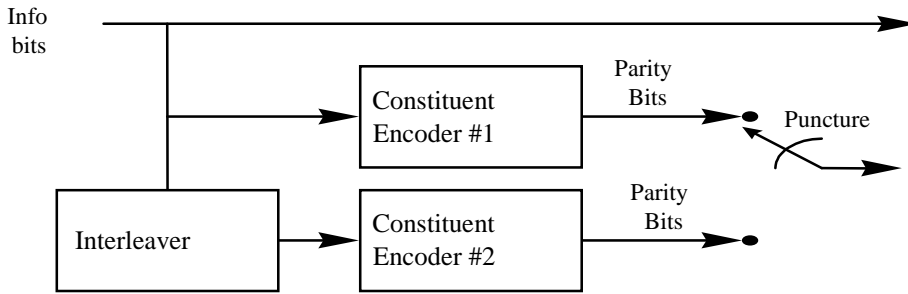 Info
bits
Constituent
Encoder #1
Parity
Bits
Puncture
Interleaver
Constituent
Encoder #2
Parity
Bits